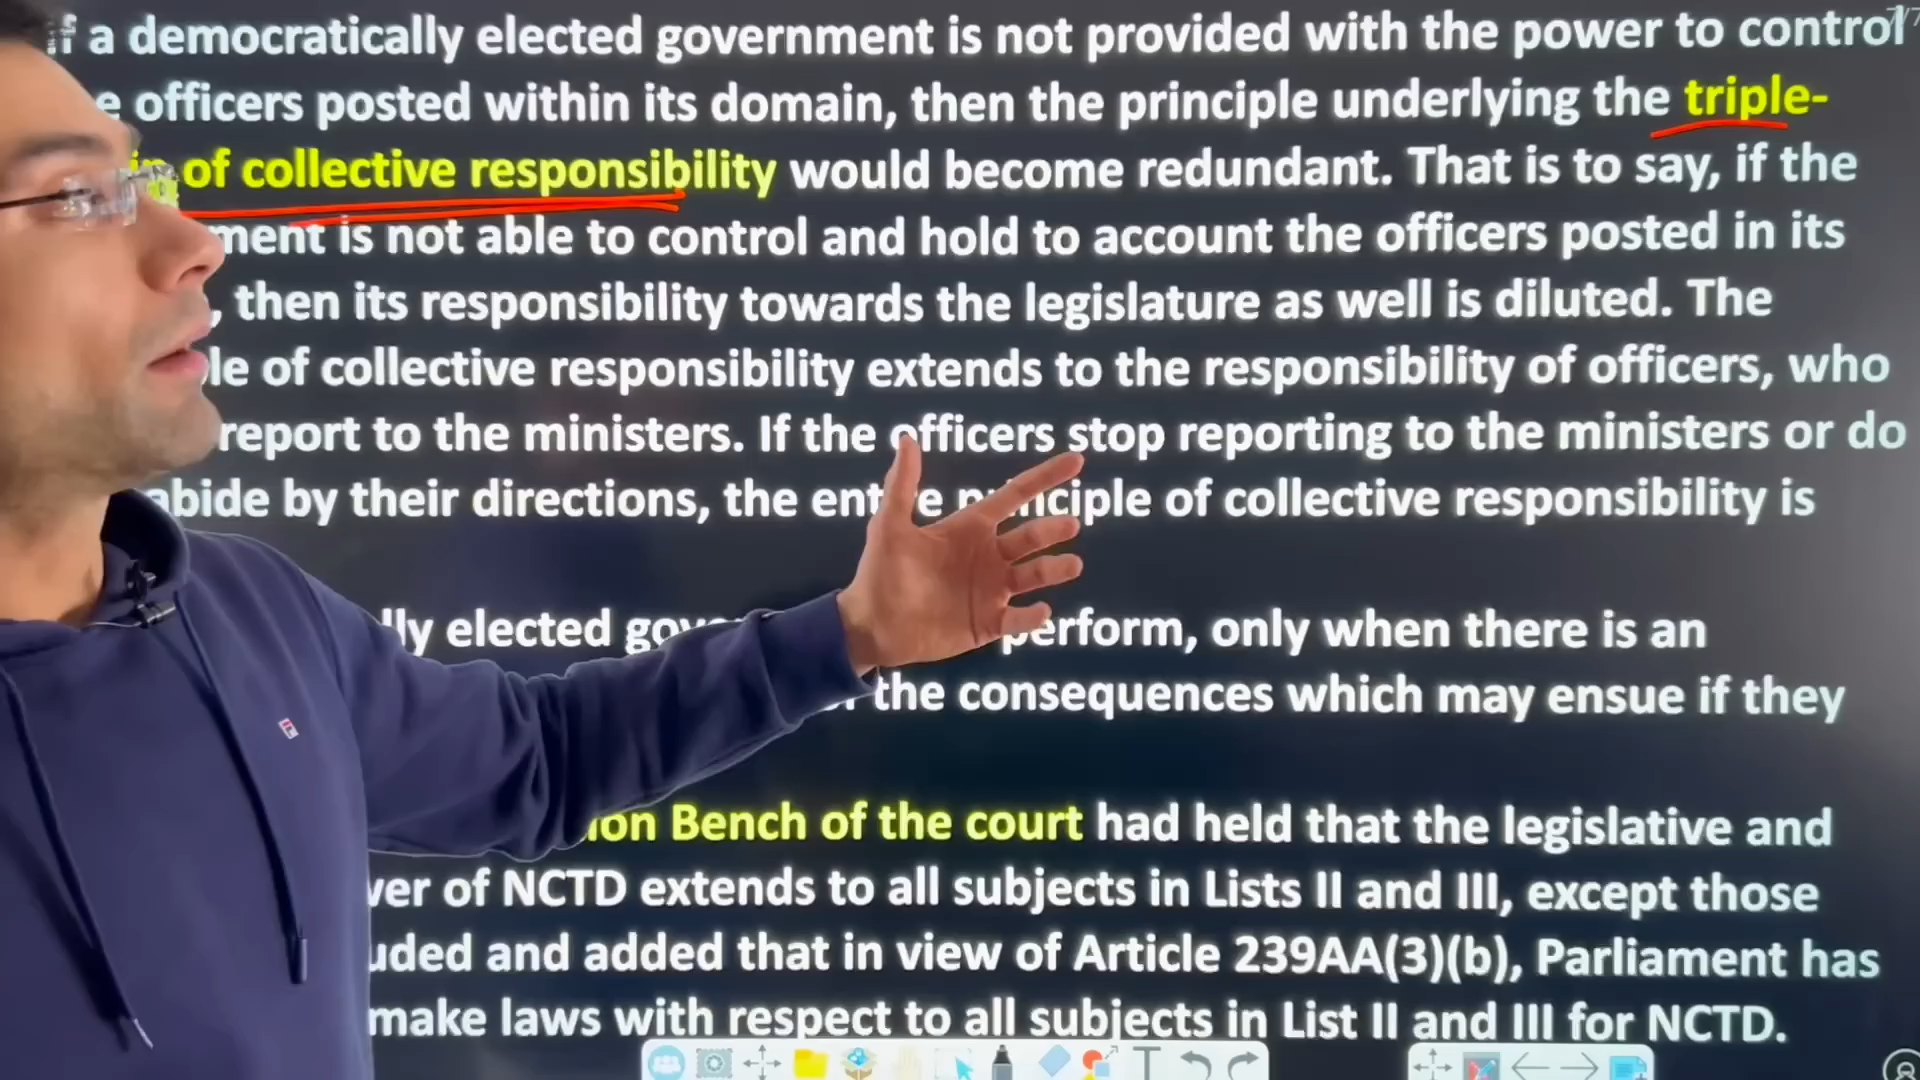 if a democratically elected government is not provided with the power to control
officers posted within its domain, then the principle underlying the triple-
of collective responsibility would become redundant. That is to say, if the
is not able to control and hold to account the officers posted in its
, then its responsibility towards the legislature as well is diluted. The
of collective responsibility extends to the responsibility of officers, who
report to the ministers. If the officers stop reporting to the ministers or do
abide by their directions, the entire principle of collective responsibility is
elected perform, only when there is an
the consequences which may ensue if they
Bench of the court had held that the legislative and
of NCTD extends to all subjects in Lists II and III, except those
and added that in view of Article 239AA(3)(b), Parliament has
make laws with respect to all subjects in List II and III for NCTD.